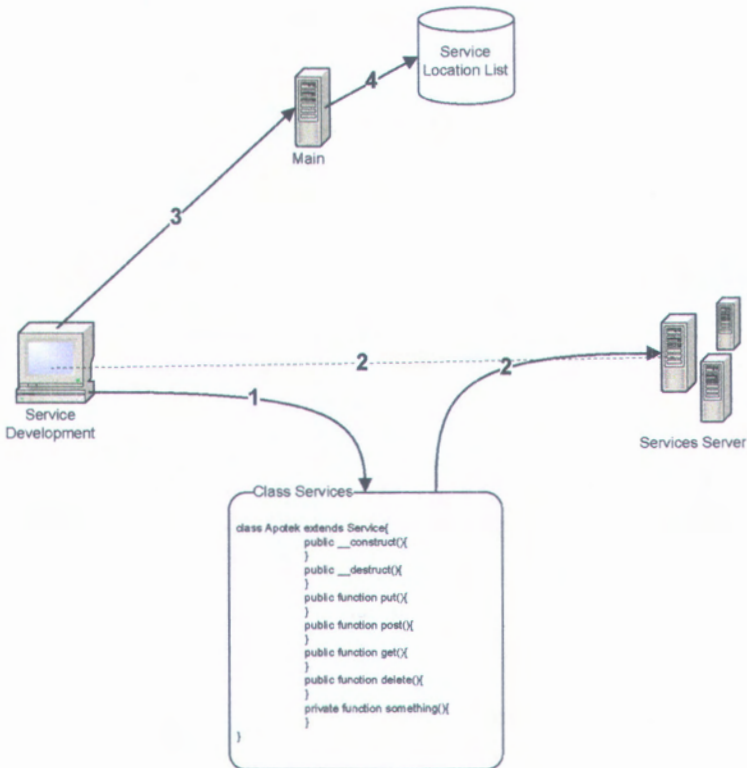 Service
Location List
4
Main
3
2
2
Service
Development
1
Services Server
Class Services
class Apotek extends Service{
public __construct(){
}
public __destruct(){
}
public function put(){
}
public function post(){
}
public function get(){
}
public function delete(){
}
private function something(){
}
}